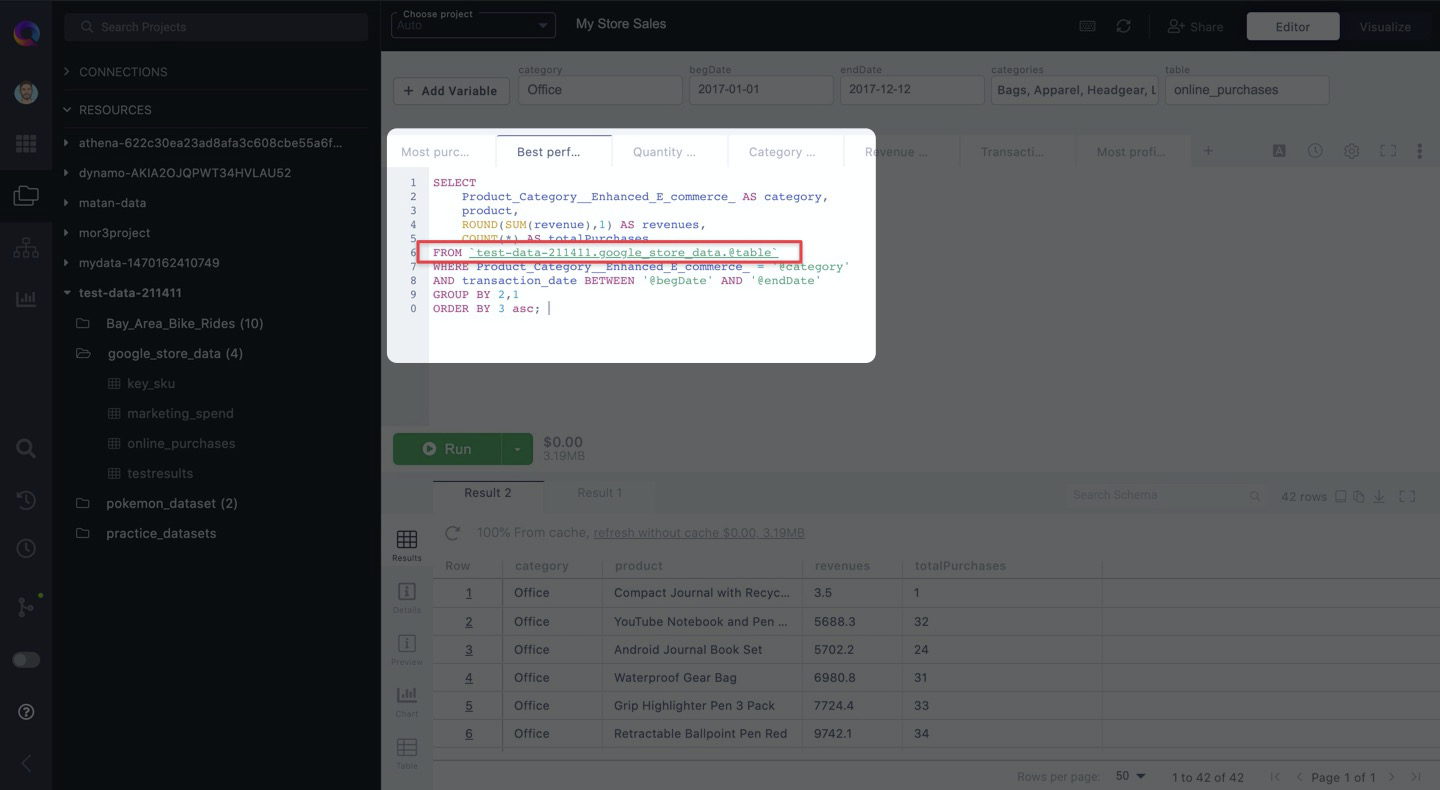 Search Projects
CONNECTIONS
RESOURCES
athena-622c30ea23ad8afa3c608cbe55a6f...
dynamo-AKIA2OJQPWT34HVLAU52
matan-data
mor3project
mydata-1470162410749
test-data-211411
Bay_Area_Bike_Rides (10)
google_store_data (4)
key_sku
marketing_spend
online_purchases
testresults
pokemon_dataset (2)
practice_datasets
Choose project
Auto
My Store Sales
Share
Editor
Visualize
+ Add Variable
category
Office
begDate
2017-01-01
endDate
2017-12-12
categories
Bags, Apparel, Headgear, L
table
online_purchases
Most purc...
Best perf...
Quantity ...
Category ...
Revenue ...
Transacti...
Most profi...
+
A
1 SELECT
2 Product_Category__Enhanced_E_commerce_ AS category,
3 product,
4 ROUND(SUM(revenue),1) AS revenues,
5 COUNT(*) AS totalPurchases
6 FROM `test-data-211411.google_store_data.@table`
7 WHERE Product_Category__Enhanced_E_commerce_ = '@category'
8 AND transaction_date BETWEEN '@begDate' AND '@endDate'
9 GROUP BY 2,1
0 ORDER BY 3 asc;
Run
$0.00
3.19MB
Result 2
Result 1
Search Schema
42 rows
Results
Details
Preview
Chart
Table
100% From cache, refresh without cache $0.00, 3.19MB
Row category product revenues totalPurchases
1 Office Compact Journal with Recyc... 3.5 1
2 Office YouTube Notebook and Pen ... 5688.3 32
3 Office Android Journal Book Set 5702.2 24
4 Office Waterproof Gear Bag 6980.8 31
5 Office Grip Highlighter Pen 3 Pack 7724.4 33
6 Office Retractable Ballpoint Pen Red 9742.1 34
Rows per page: 50 1 to 42 of 42 Page 1 of 1